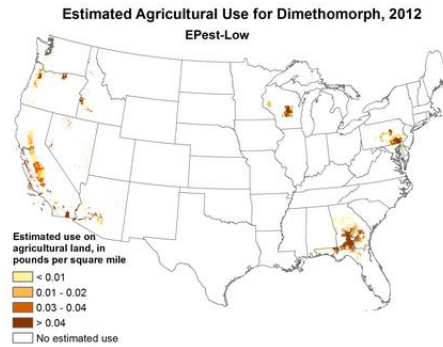 Estimated Agricultural Use for Dimethomorph, 2012
EPest-Low
Estimated use on
agricultural land, in
pounds per square mile
< 0.01
0.01 - 0.02
0.03 - 0.04
> 0.04
No estimated use